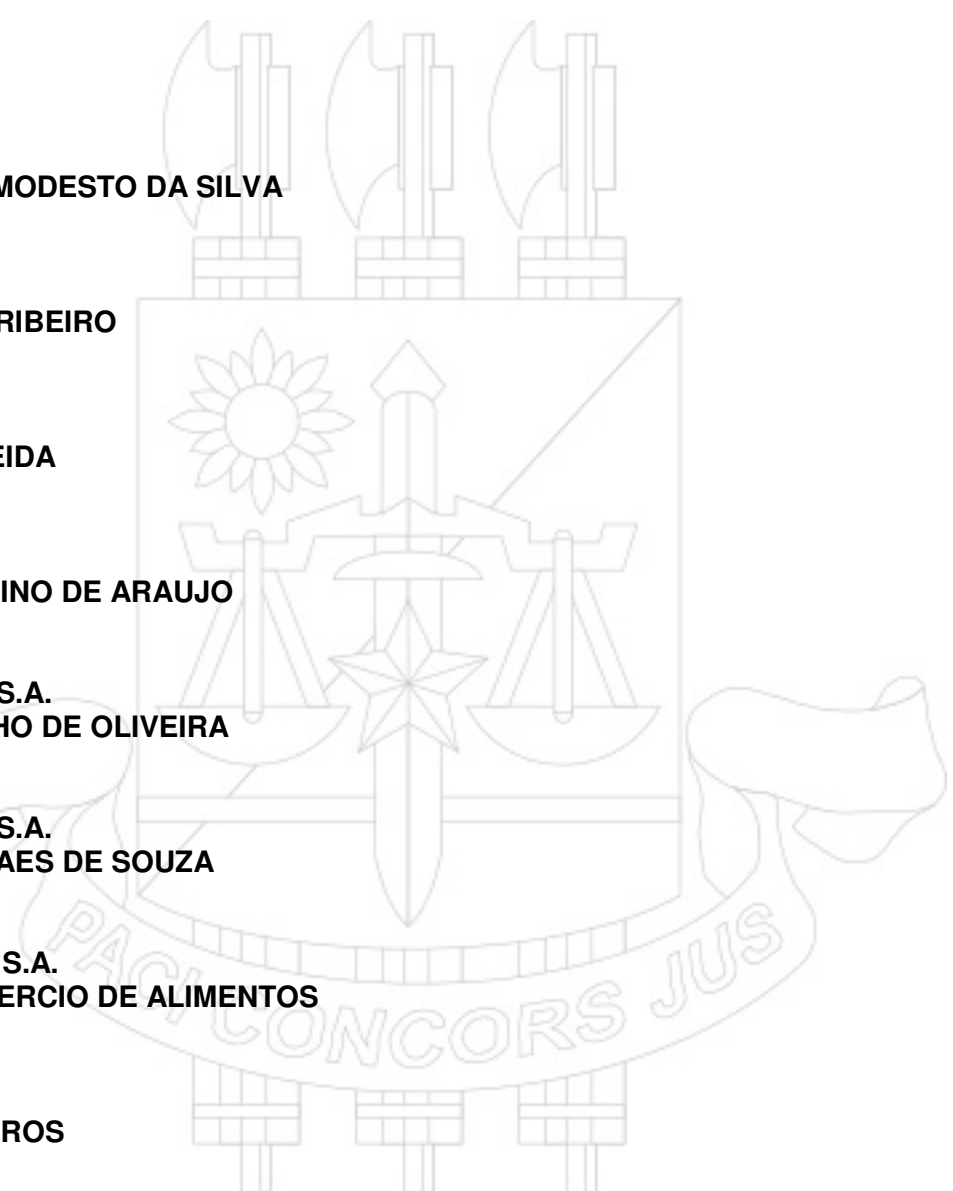 MODESTO DA SILVA
RIBEIRO
EIDA
INO DE ARAUJO
S.A.
HO DE OLIVEIRA
S.A.
AES DE SOUZA
S.A.
ERCIO DE ALIMENTOS
PACI CONCORS JUS
ROS